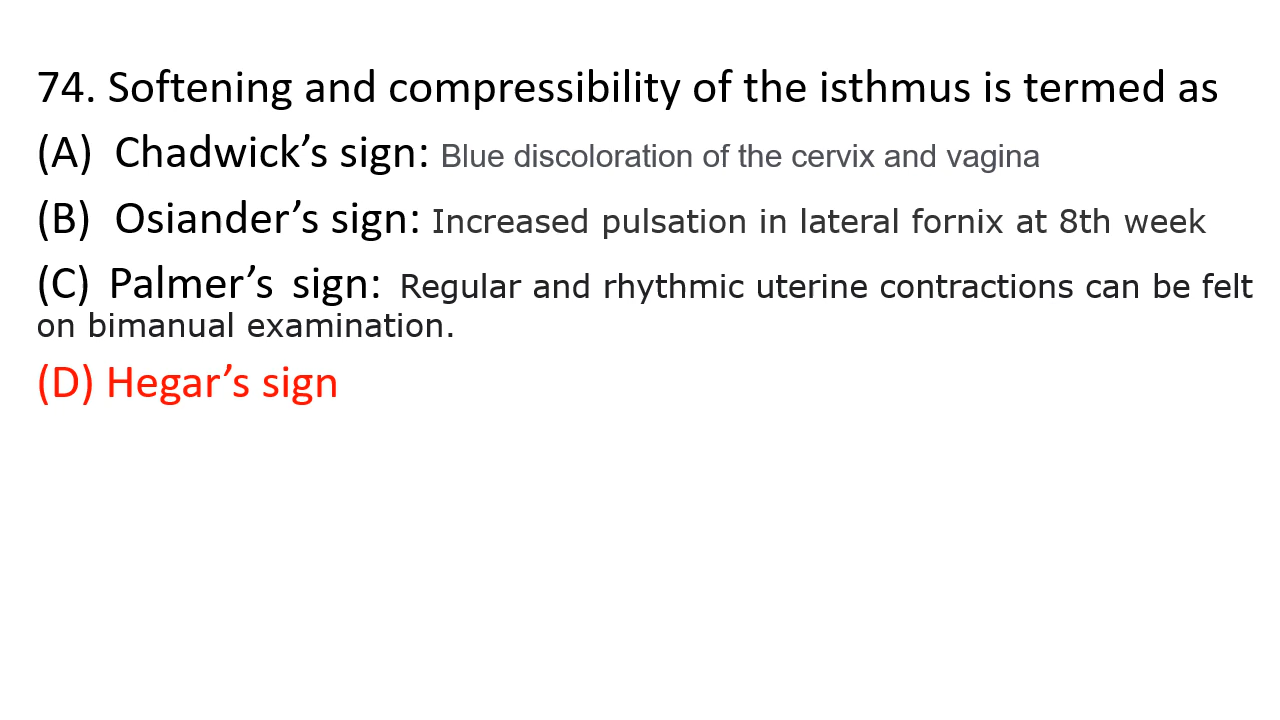 74. Softening and compressibility of the isthmus is termed as
(A) Chadwick’s sign: Blue discoloration of the cervix and vagina
(B) Osiander’s sign: Increased pulsation in lateral fornix at 8th week
(C) Palmer’s sign: Regular and rhythmic uterine contractions can be felt
on bimanual examination.
(D) Hegar’s sign